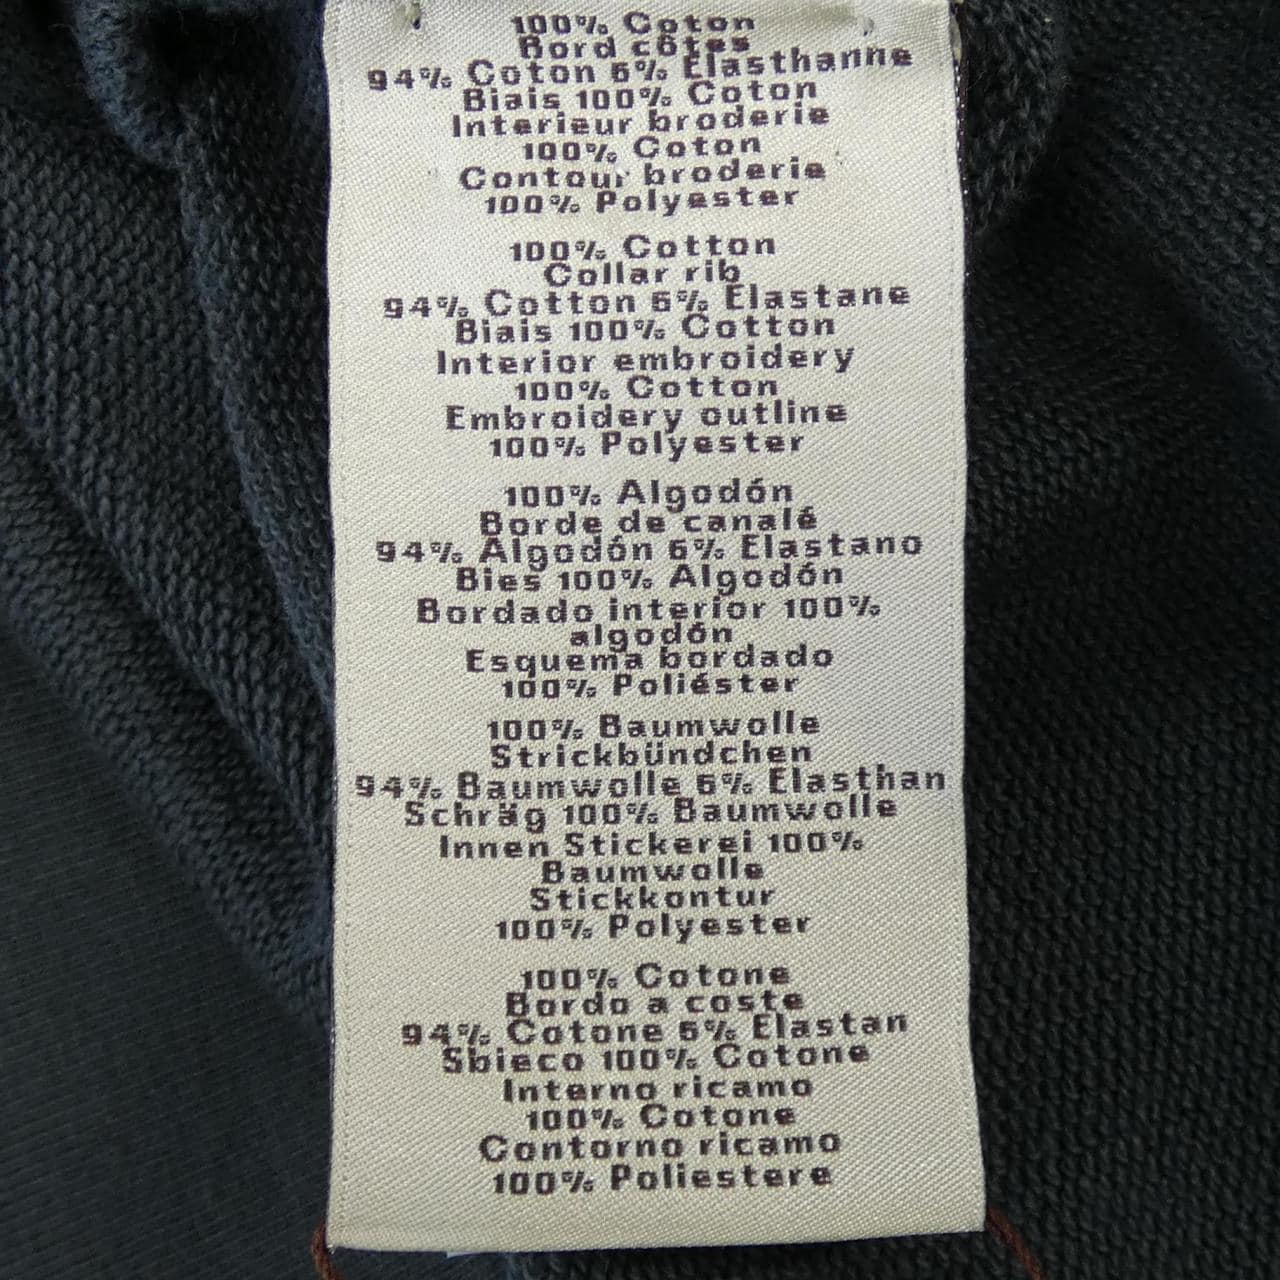 100% Coton
Bord côtes
94% Coton 6% Élasthanne
Biais 100% Coton
Interieur broderie
100% Coton
Contour broderie
100% Polyester
100% Cotton
Collar rib
94% Cotton 6% Elastane
Biais 100% Cotton
Interior embroidery
100% Cotton
Embroidery outline
100% Polyester
100% Algodón
Borde de canalé
94% Algodón 6% Elastano
Bies 100% Algodón
Bordado interior 100%
algodón
Esquema bordado
100% Poliéster
100% Baumwolle
Strickbündchen
94% Baumwolle 6% Elasthan
Schräg 100% Baumwolle
Innen Stickerei 100%
Baumwolle
Stickkontur
100% Polyester
100% Cotone
Bordo a coste
94% Cotone 6% Elastan
Sbieco 100% Cotone
Interno ricamo
100% Cotone
Contorno ricamo
100% Poliestere